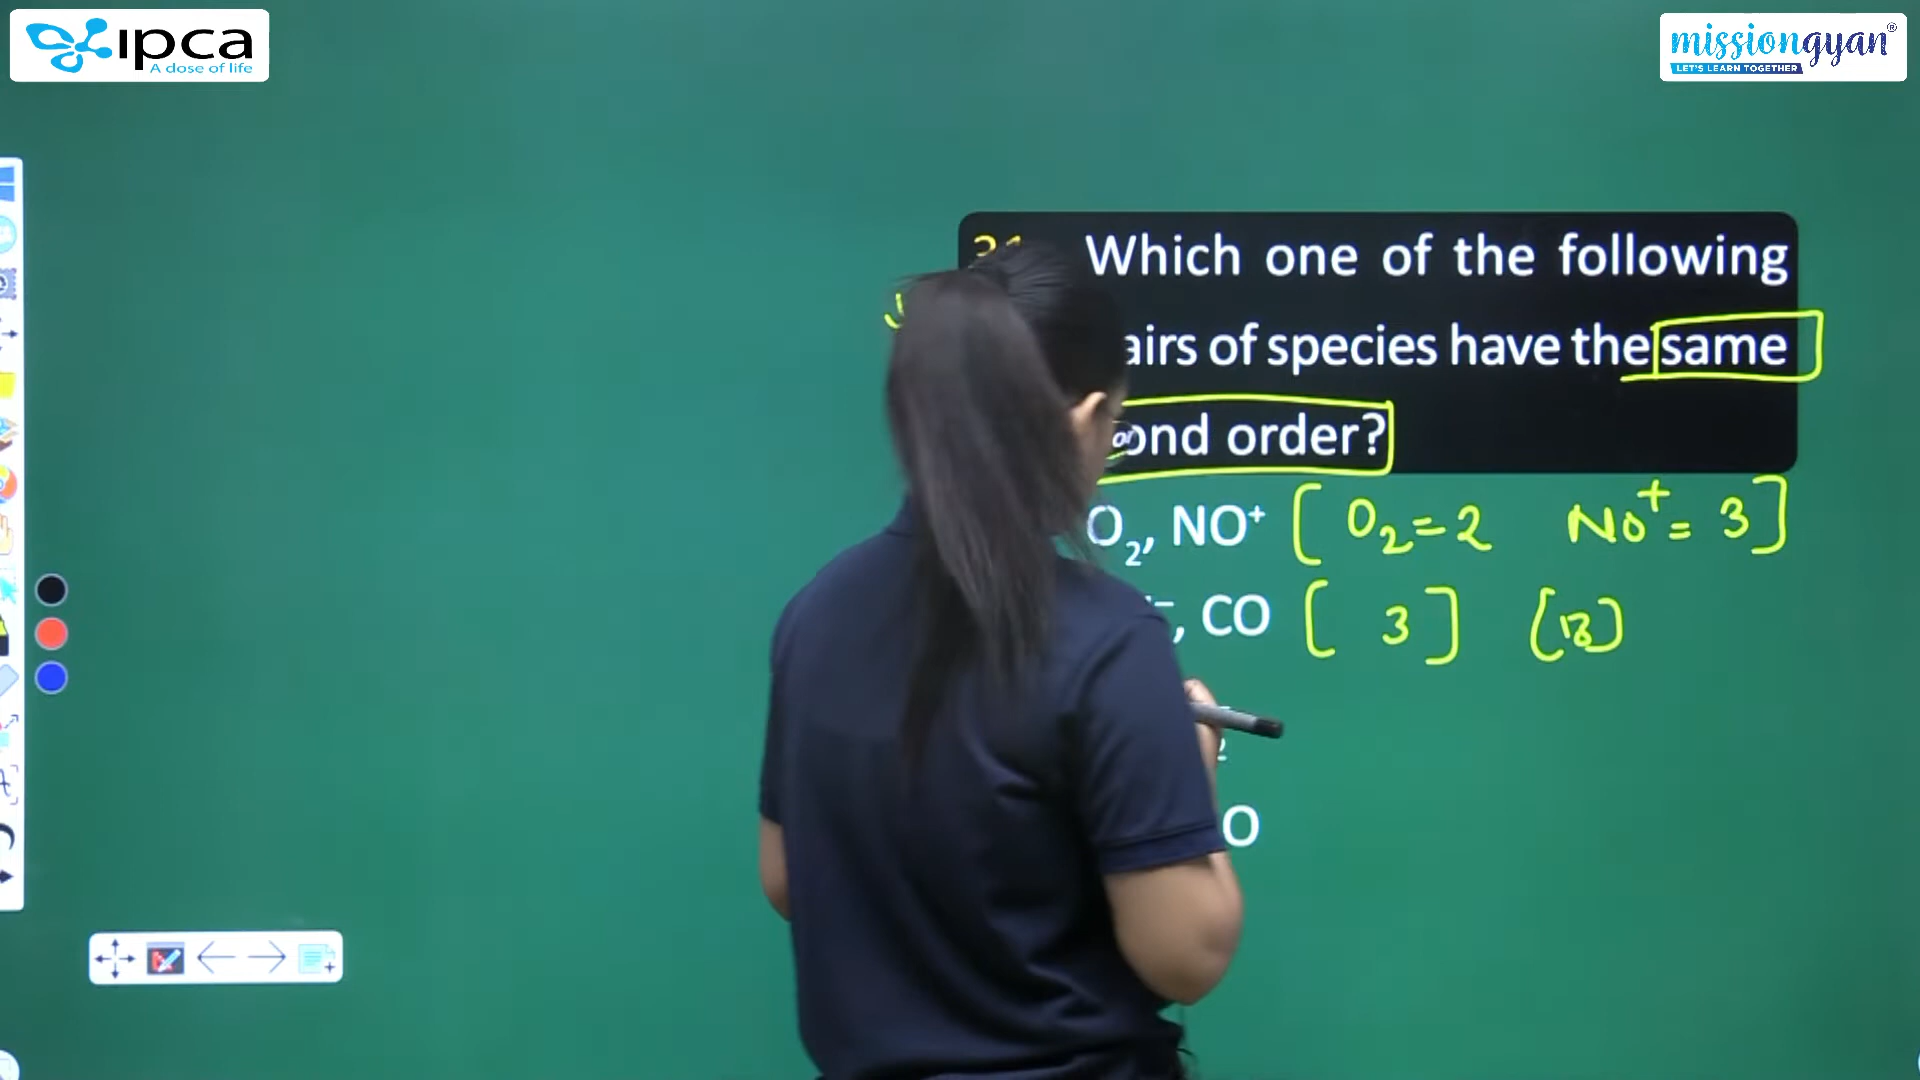 ipca
A dose of life
missiongyan®
LET'S LEARN TOGETHER
Which one of the following
airs of species have the same
ond order?
O₂, NO⁺ [ O₂ = 2 NO⁺ = 3 ]
⁻, CO [ 3 ] (13)
2
O